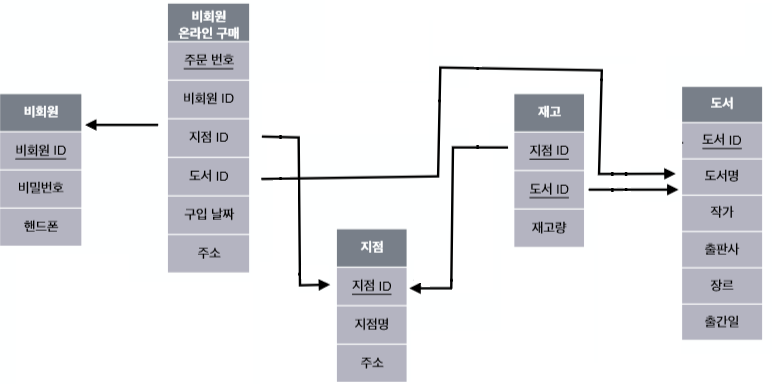 비회원
온라인 구매
주문 번호
비회원 ID
지점 ID
도서 ID
구입 날짜
주소
비회원
비회원 ID
비밀번호
핸드폰
지점
지점 ID
지점명
주소
재고
지점 ID
도서 ID
재고량
도서
도서 ID
도서명
작가
출판사
장르
출간일